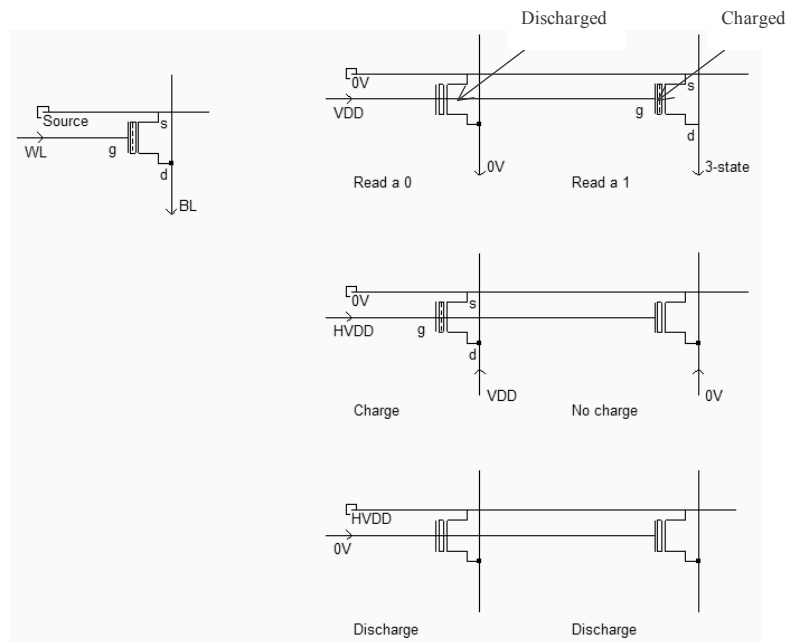 Discharged Charged
0V s
Source
s
VDD g
WL g
d
d 0V 3-state
Read a 0 Read a 1
BL
0V s
HVDD g
d
VDD 0V
Charge No charge
HVDD
0V
Discharge Discharge